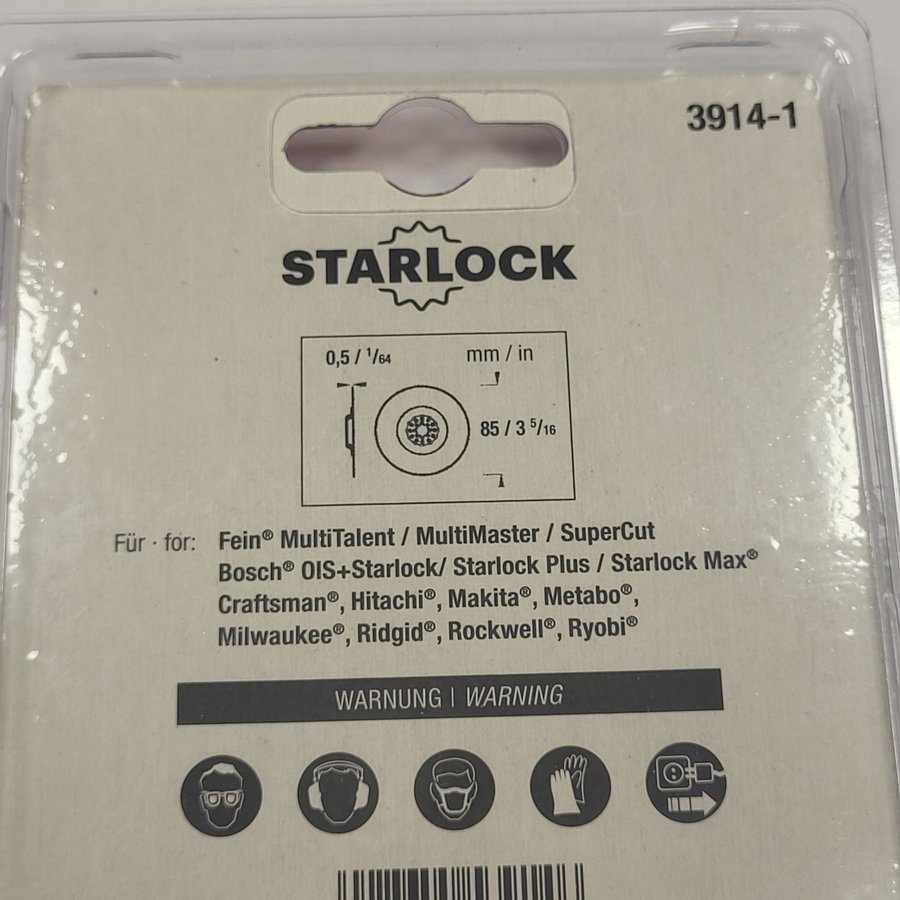 3914-1
STARLOCK
0,5 / 1/64
mm / in
85 / 3 5/16
Für · for: Fein® MultiTalent / MultiMaster / SuperCut
Bosch® OIS+Starlock/ Starlock Plus / Starlock Max®
Craftsman®, Hitachi®, Makita®, Metabo®,
Milwaukee®, Ridgid®, Rockwell®, Ryobi®
WARNUNG | WARNING